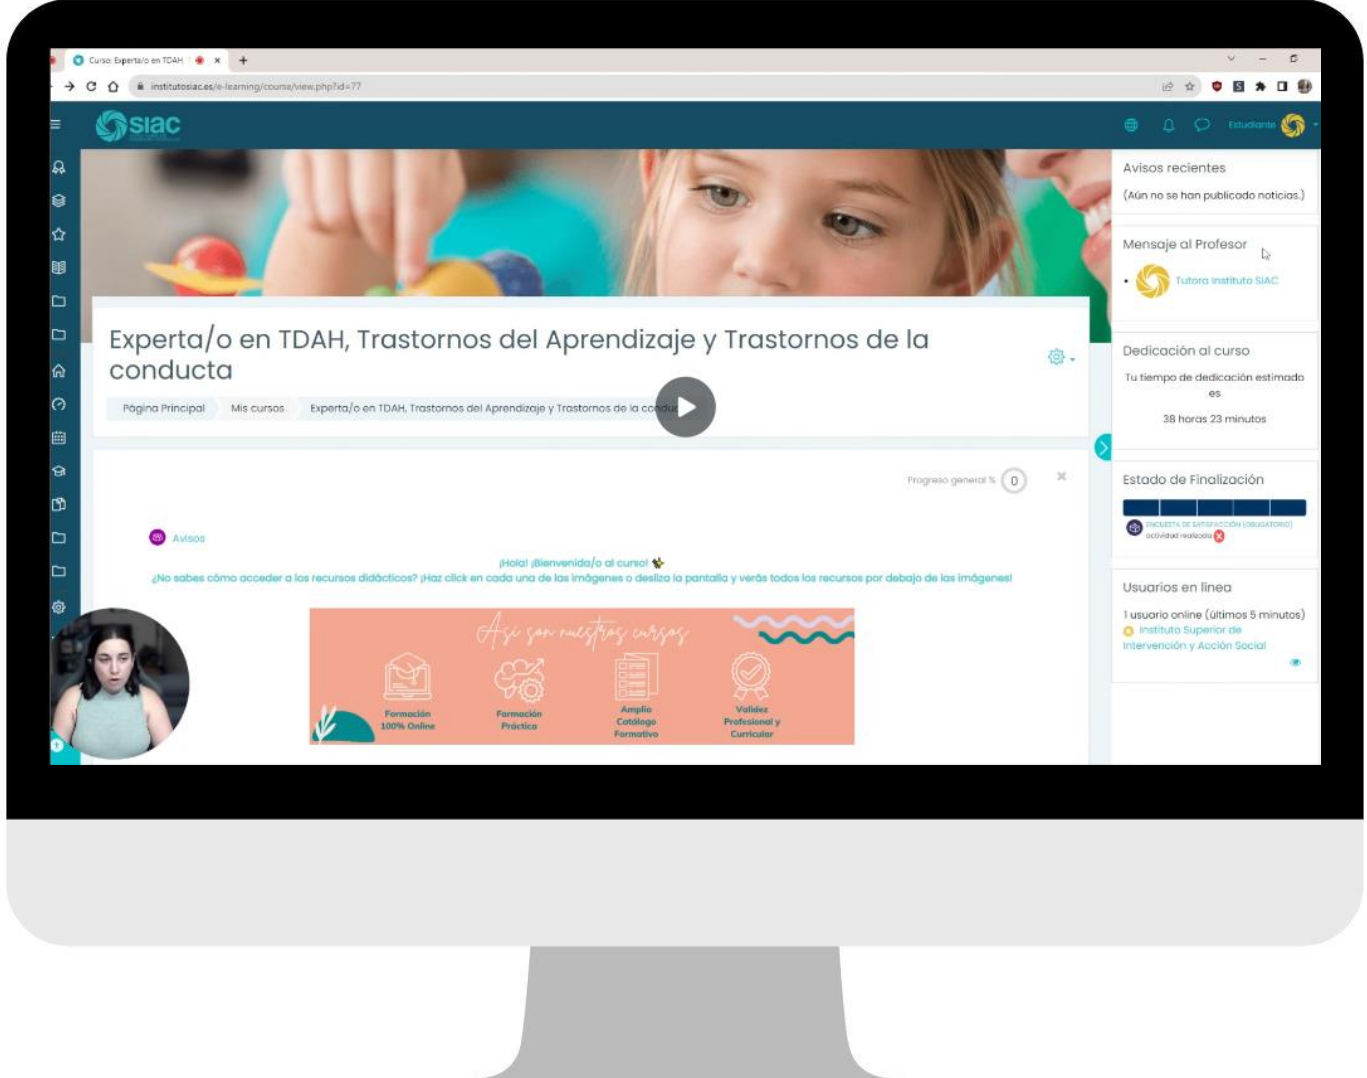 Curso: Experta/o en TDAH,
institutosiac.es/e-learning/course/view.php?id=77
siac
Estudiante
Avisos recientes
(Aún no se han publicado noticias.)
Mensaje al Profesor
Tutora Instituto SIAC
Experta/o en TDAH, Trastornos del Aprendizaje y Trastornos de la
conducta
Página Principal
Mis cursos
Experta/o en TDAH, Trastornos del Aprendizaje y Trastornos de la
Dedicación al curso
Tu tiempo de dedicación estimado
es
38 horas 23 minutos
Progreso general % 0
Estado de Finalización
ENCUESTA DE SATISFACCIÓN (OBLIGATORIO)
actividad realizada
Avisos
¡Hola! ¡Bienvenida/o al curso!
¿No sabes cómo acceder a los recursos didácticos? ¡Haz click en cada una de las imágenes o desliza la pantalla y verás todos los recursos por debajo de las imágenes!
Usuarios en línea
1 usuario online (últimos 5 minutos)
Instituto Superior de
Intervención y Acción Social
Así son nuestros cursos
Formación
100% Online
Formación
Práctica
Amplio
Catálogo
Formativo
Validez
Profesional y
Curricular